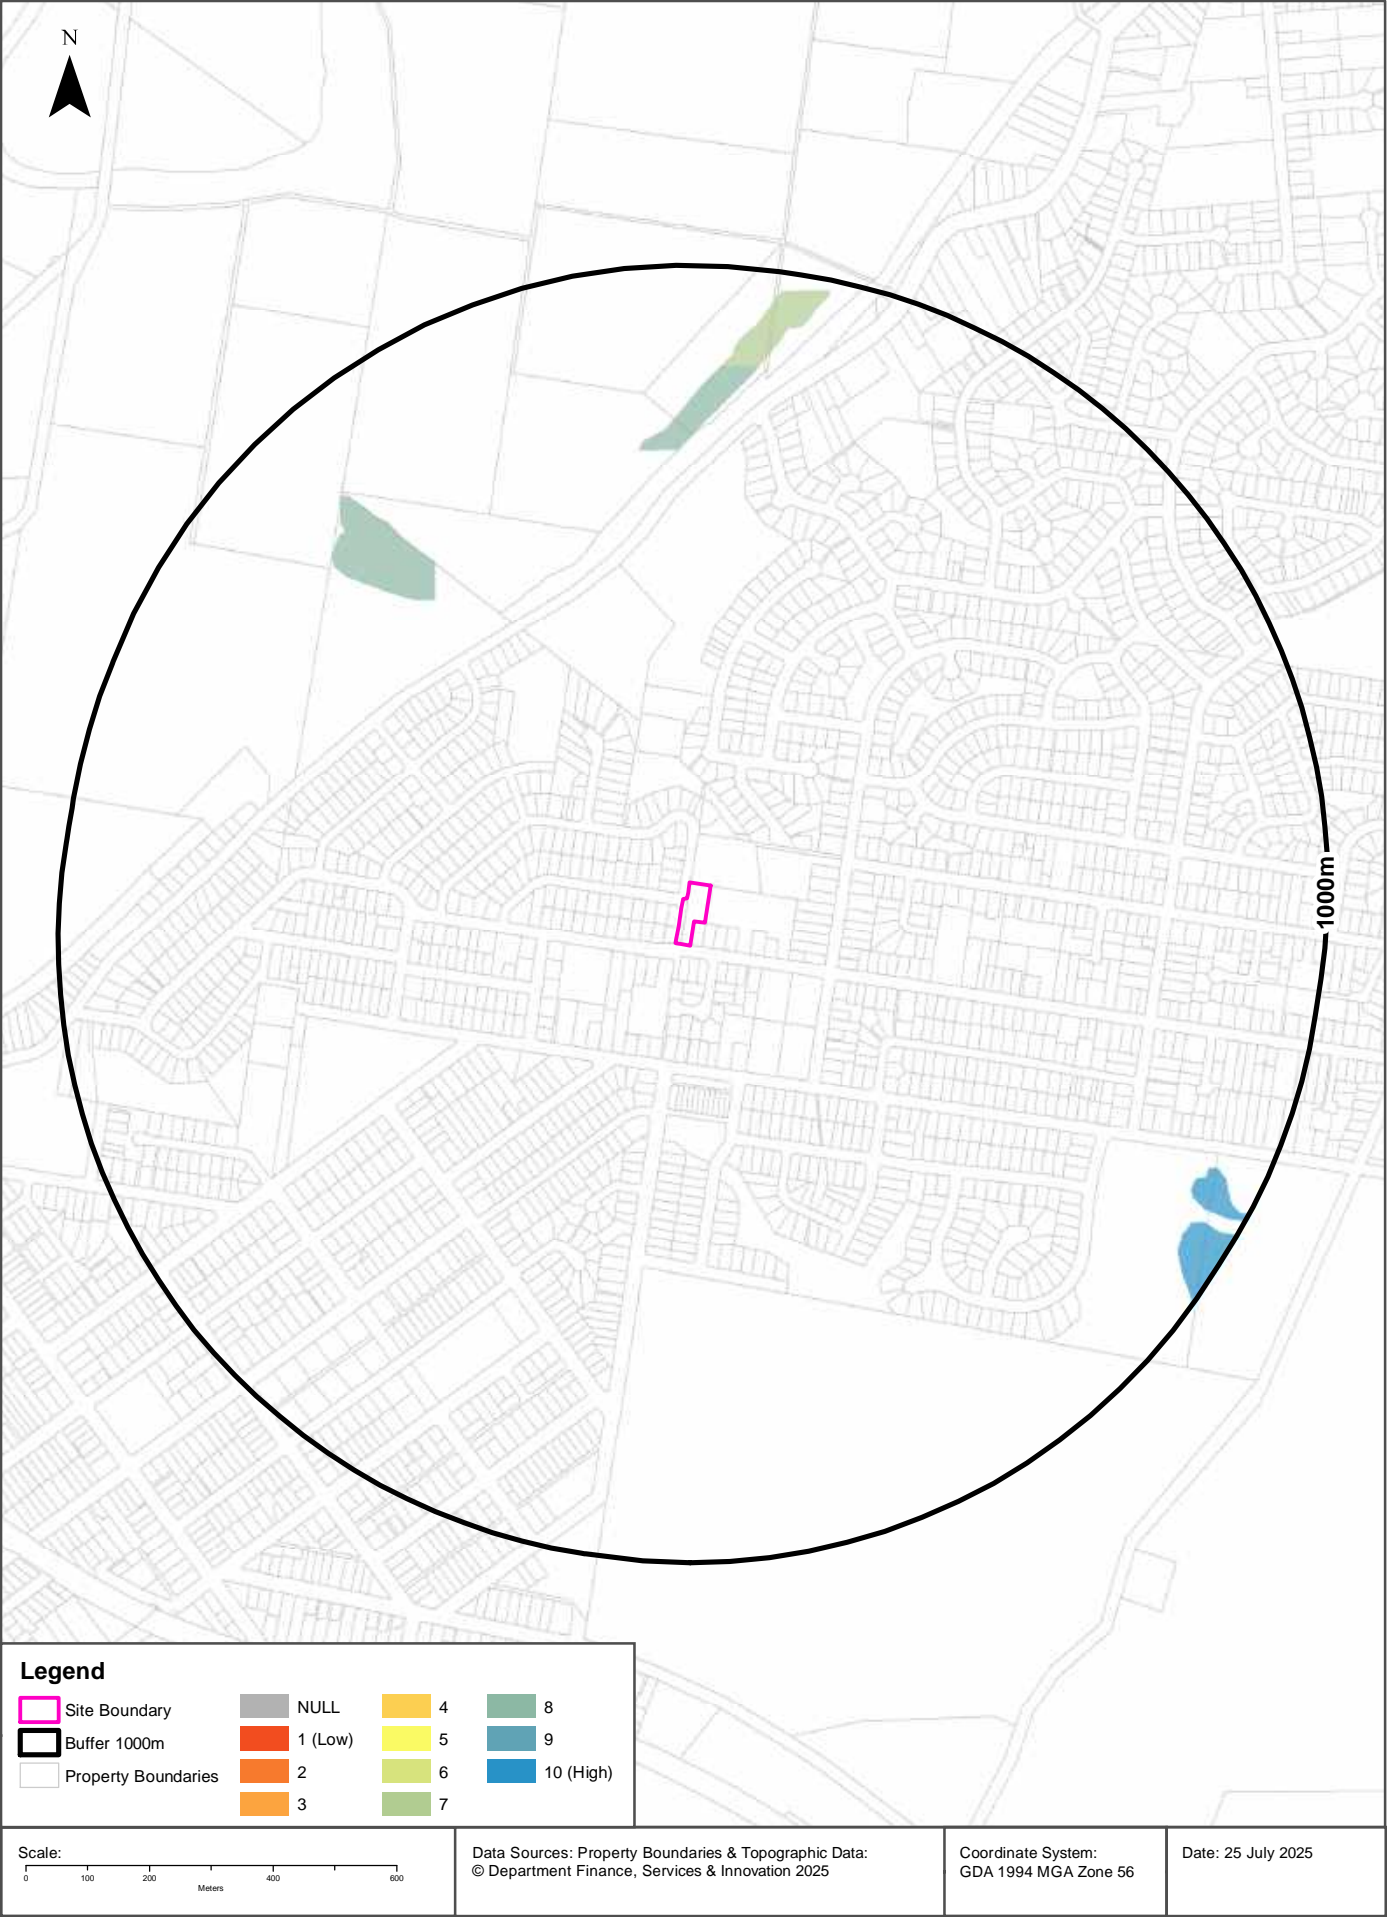 N
1000m
Legend
Site Boundary
Buffer 1000m
Property Boundaries
NULL
1 (Low)
2
3
4
5
6
7
8
9
10 (High)
Scale:
0 100 200 400 600
Meters
Data Sources: Property Boundaries & Topographic Data:
© Department Finance, Services & Innovation 2025
Coordinate System:
GDA 1994 MGA Zone 56
Date: 25 July 2025